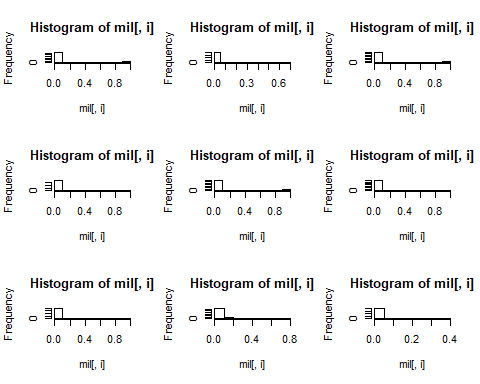 Histogram of mil[, i] Histogram of mil[, i] Histogram of mil[, i]
Frequency Frequency Frequency
0 0 0
0.0 0.4 0.8 0.0 0.3 0.6 0.0 0.4 0.8
mil[, i] mil[, i] mil[, i]
Histogram of mil[, i] Histogram of mil[, i] Histogram of mil[, i]
Frequency Frequency Frequency
0 0 0
0.0 0.4 0.8 0.0 0.4 0.8 0.0 0.4 0.8
mil[, i] mil[, i] mil[, i]
Histogram of mil[, i] Histogram of mil[, i] Histogram of mil[, i]
Frequency Frequency Frequency
0 0 0
0.0 0.4 0.8 0.0 0.4 0.8 0.0 0.2 0.4
mil[, i] mil[, i] mil[, i]